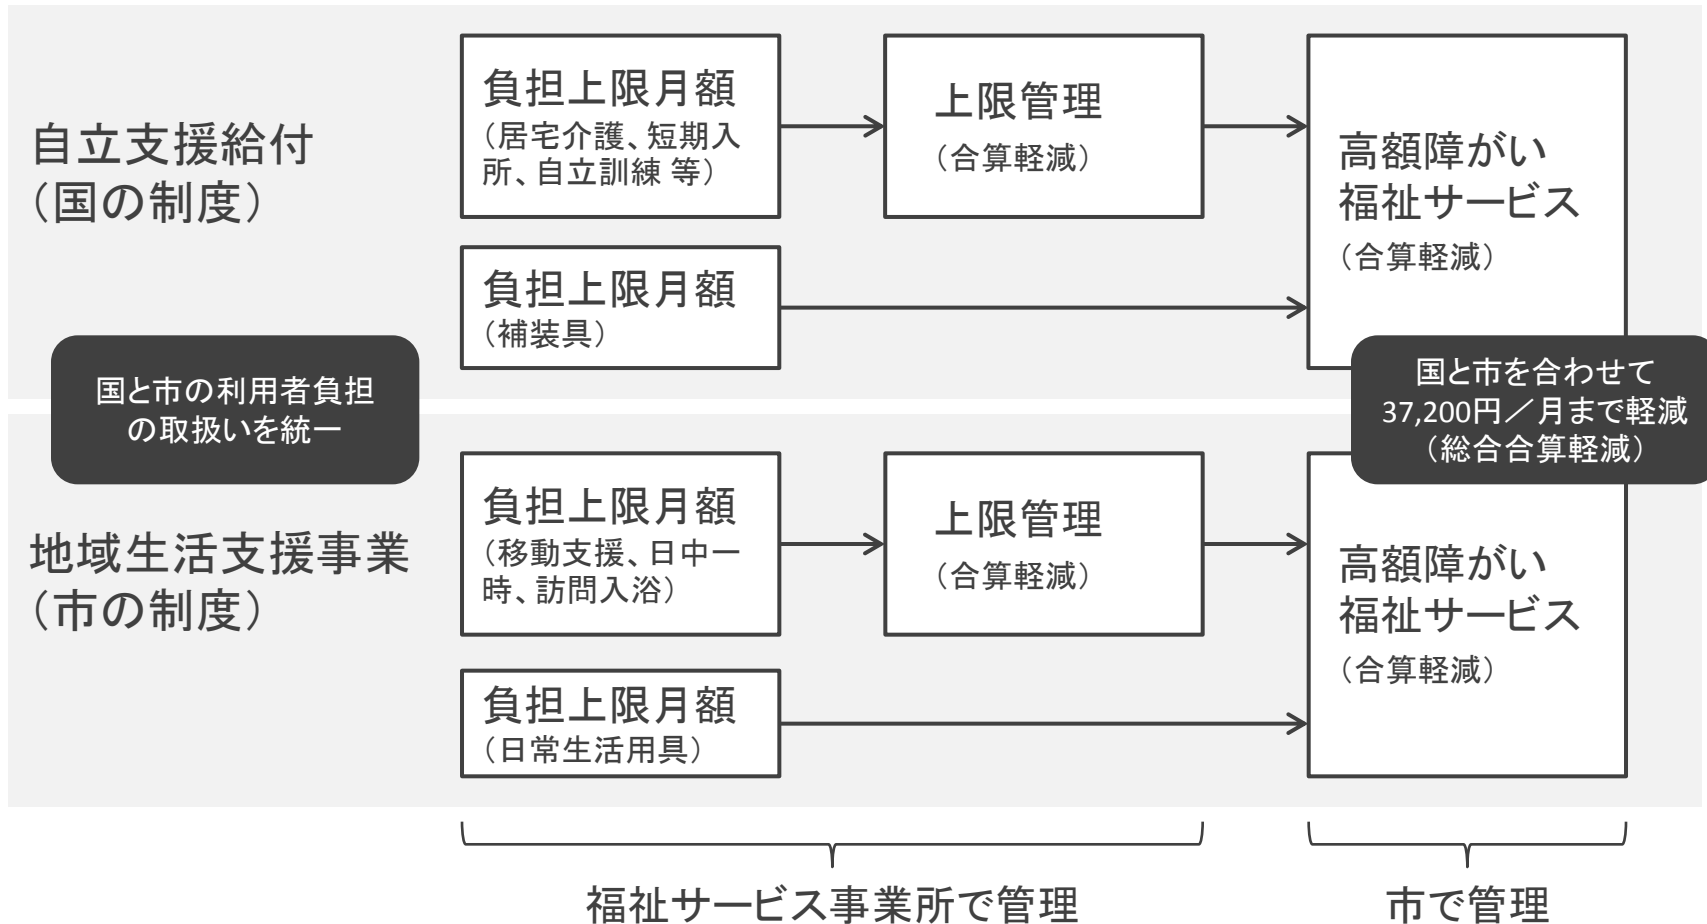 自立支援給付
（国の制度）
負担上限月額
（居宅介護、短期入
所、自立訓練 等）
上限管理
（合算軽減）
高額障がい
福祉サービス
（合算軽減）
負担上限月額
（補装具）
国と市の利用者負担
の取扱いを統一
国と市を合わせて
37,200円／月まで軽減
（総合合算軽減）
地域生活支援事業
（市の制度）
負担上限月額
（移動支援、日中一
時、訪問入浴）
上限管理
（合算軽減）
高額障がい
福祉サービス
（合算軽減）
負担上限月額
（日常生活用具）
福祉サービス事業所で管理
市で管理